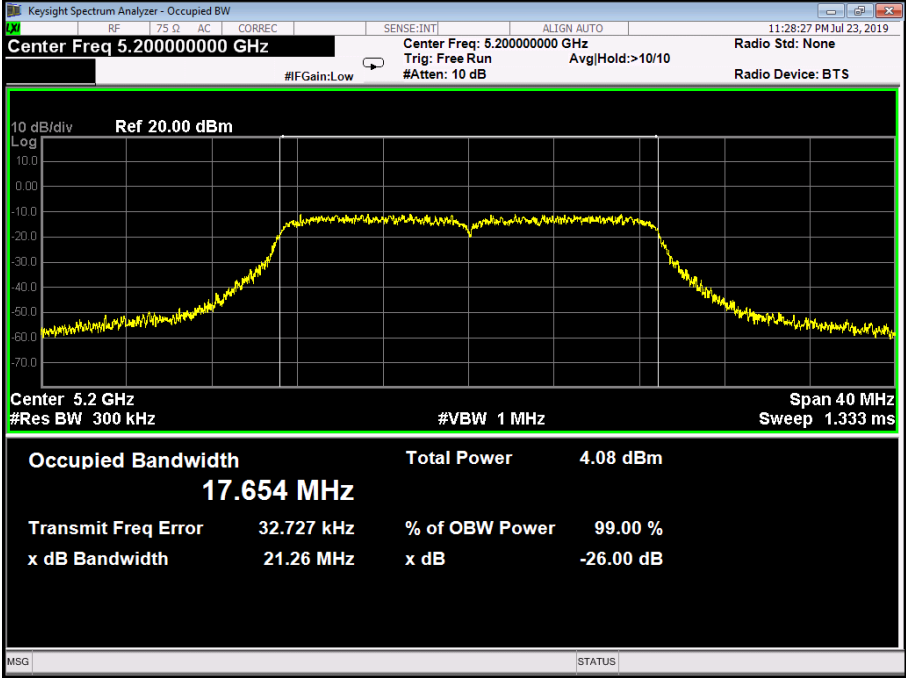 Keysight Spectrum Analyzer - Occupied BW
LXI RF 75 Ω AC CORREC SENSE:INT ALIGN AUTO 11:28:27 PM Jul 23, 2019
Center Freq 5.200000000 GHz Center Freq: 5.200000000 GHz Radio Std: None
Trig: Free Run Avg|Hold:>10/10
#IFGain:Low #Atten: 10 dB Radio Device: BTS
10 dB/div Ref 20.00 dBm
Log
10.0
0.00
-10.0
-20.0
-30.0
-40.0
-50.0
-60.0
-70.0
Center 5.2 GHz Span 40 MHz
#Res BW 300 kHz #VBW 1 MHz Sweep 1.333 ms
Occupied Bandwidth Total Power 4.08 dBm
17.654 MHz
Transmit Freq Error 32.727 kHz % of OBW Power 99.00 %
x dB Bandwidth 21.26 MHz x dB -26.00 dB
MSG STATUS